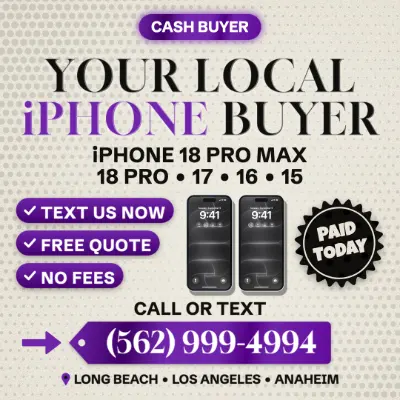 CASH BUYER
YOUR LOCAL
iPHONE BUYER
iPHONE 18 PRO MAX
18 PRO • 17 • 16 • 15
TEXT US NOW
FREE QUOTE
NO FEES
9:41
9:41
PAID
TODAY
CALL OR TEXT
(562) 999-4994
LONG BEACH • LOS ANGELES • ANAHEIM